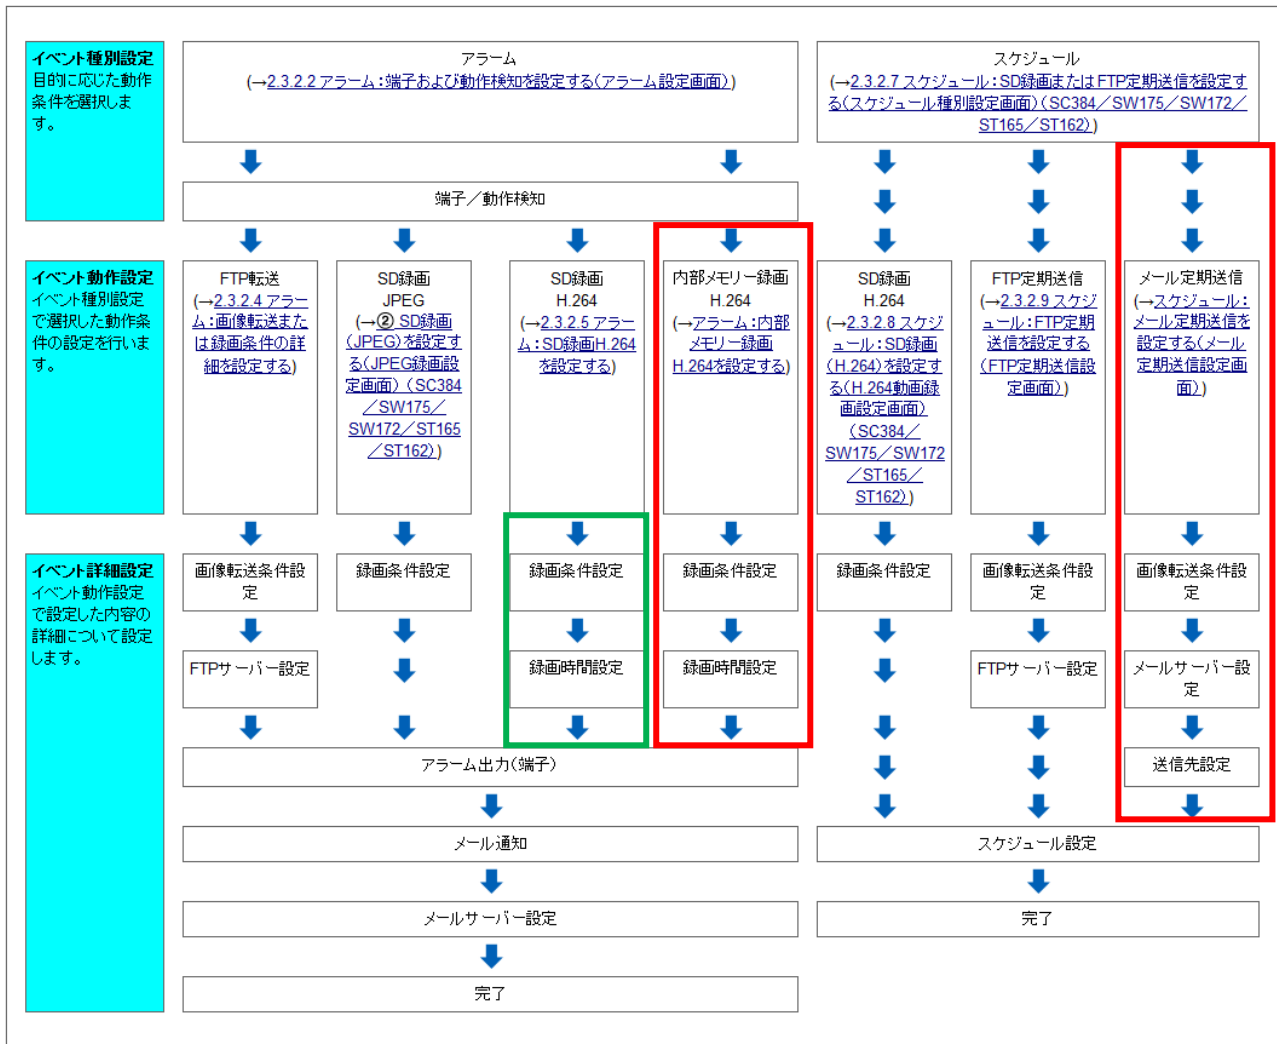 イベント種別設定
目的に応じた動作
条件を選択しま
す。
アラーム
(→2.3.2.2 アラーム：端子および動作検知を設定する(アラーム設定画面))
スケジュール
(→2.3.2.7 スケジュール：SD録画またはFTP定期送信を設定す
る(スケジュール種別設定画面)(SC384／SW175／SW172／
ST165／ST162))
端子／動作検知
イベント動作設定
イベント種別設定
で選択した動作条
件の設定を行いま
す。
FTP転送
(→2.3.2.4 アラー
ム：画像転送また
は録画条件の詳
細を設定する)
SD録画
JPEG
(→② SD録画
(JPEG)を設定す
る(JPEG録画設
定画面)(SC384
／SW175／
SW172／ST165
／ST162))
SD録画
H.264
(→2.3.2.5 アラー
ム：SD録画H.264
を設定する)
内部メモリー録画
H.264
(→アラーム：内部
メモリー録画
H.264を設定する)
SD録画
H.264
(→2.3.2.8 スケジ
ュール：SD録画
(H.264)を設定す
る(H.264動画録
画設定画面)
(SC384／
SW175／SW172
／ST165／
ST162))
FTP定期送信
(→2.3.2.9 スケジ
ュール：FTP定期
送信を設定する
(FTP定期送信設
定画面))
メール定期送信
(→スケジュール：
メール定期送信を
設定する(メール
定期送信設定画
面))
イベント詳細設定
イベント動作設定
で設定した内容の
詳細について設定
します。
画像転送条件設
定
録画条件設定
録画条件設定
録画条件設定
録画条件設定
画像転送条件設
定
画像転送条件設
定
FTPサーバー設定
録画時間設定
録画時間設定
FTPサーバー設定
メールサーバー設
定
アラーム出力(端子)
送信先設定
メール通知
スケジュール設定
メールサーバー設定
完了
完了